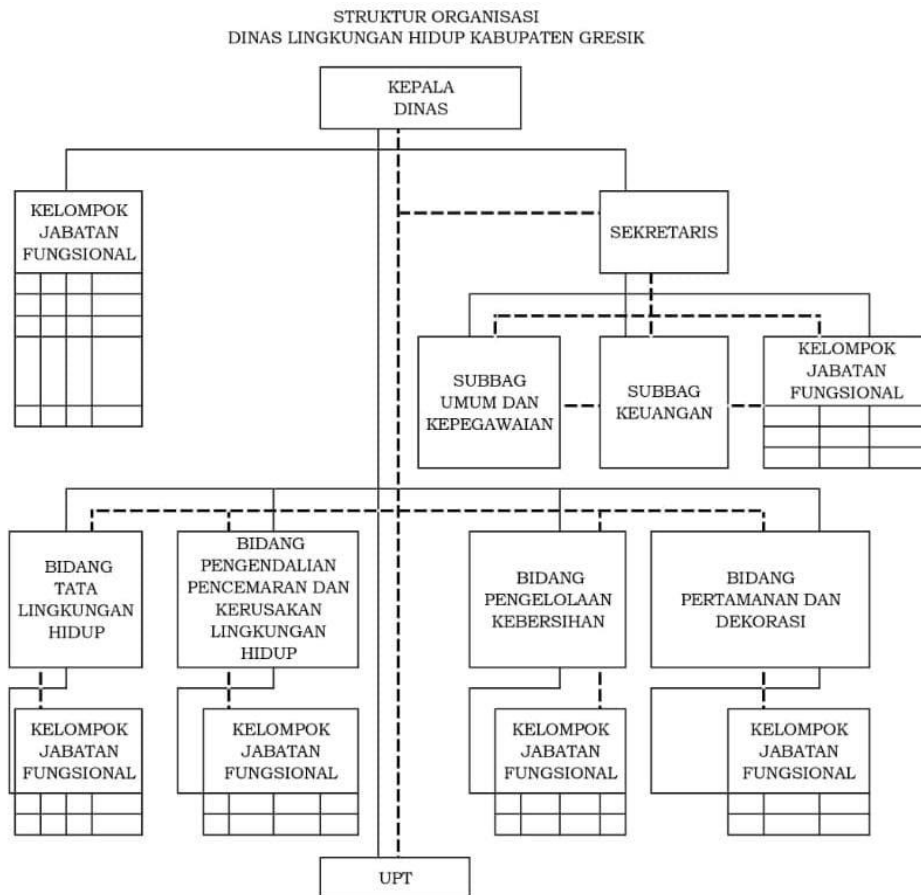 STRUKTUR ORGANISASI
DINAS LINGKUNGAN HIDUP KABUPATEN GRESIK
KEPALA
DINAS
KELOMPOK
JABATAN
FUNGSIONAL
SEKRETARIS
SUBBAG
UMUM DAN
KEPEGAWAIAN
SUBBAG
KEUANGAN
KELOMPOK
JABATAN
FUNGSIONAL
BIDANG
TATA
LINGKUNGAN
HIDUP
BIDANG
PENGENDALIAN
PENCEMARAN DAN
KERUSAKAN
LINGKUNGAN
HIDUP
BIDANG
PENGELOLAAN
KEBERSIHAN
BIDANG
PERTAMANAN DAN
DEKORASI
KELOMPOK
JABATAN
FUNGSIONAL
KELOMPOK
JABATAN
FUNGSIONAL
KELOMPOK
JABATAN
FUNGSIONAL
KELOMPOK
JABATAN
FUNGSIONAL
UPT